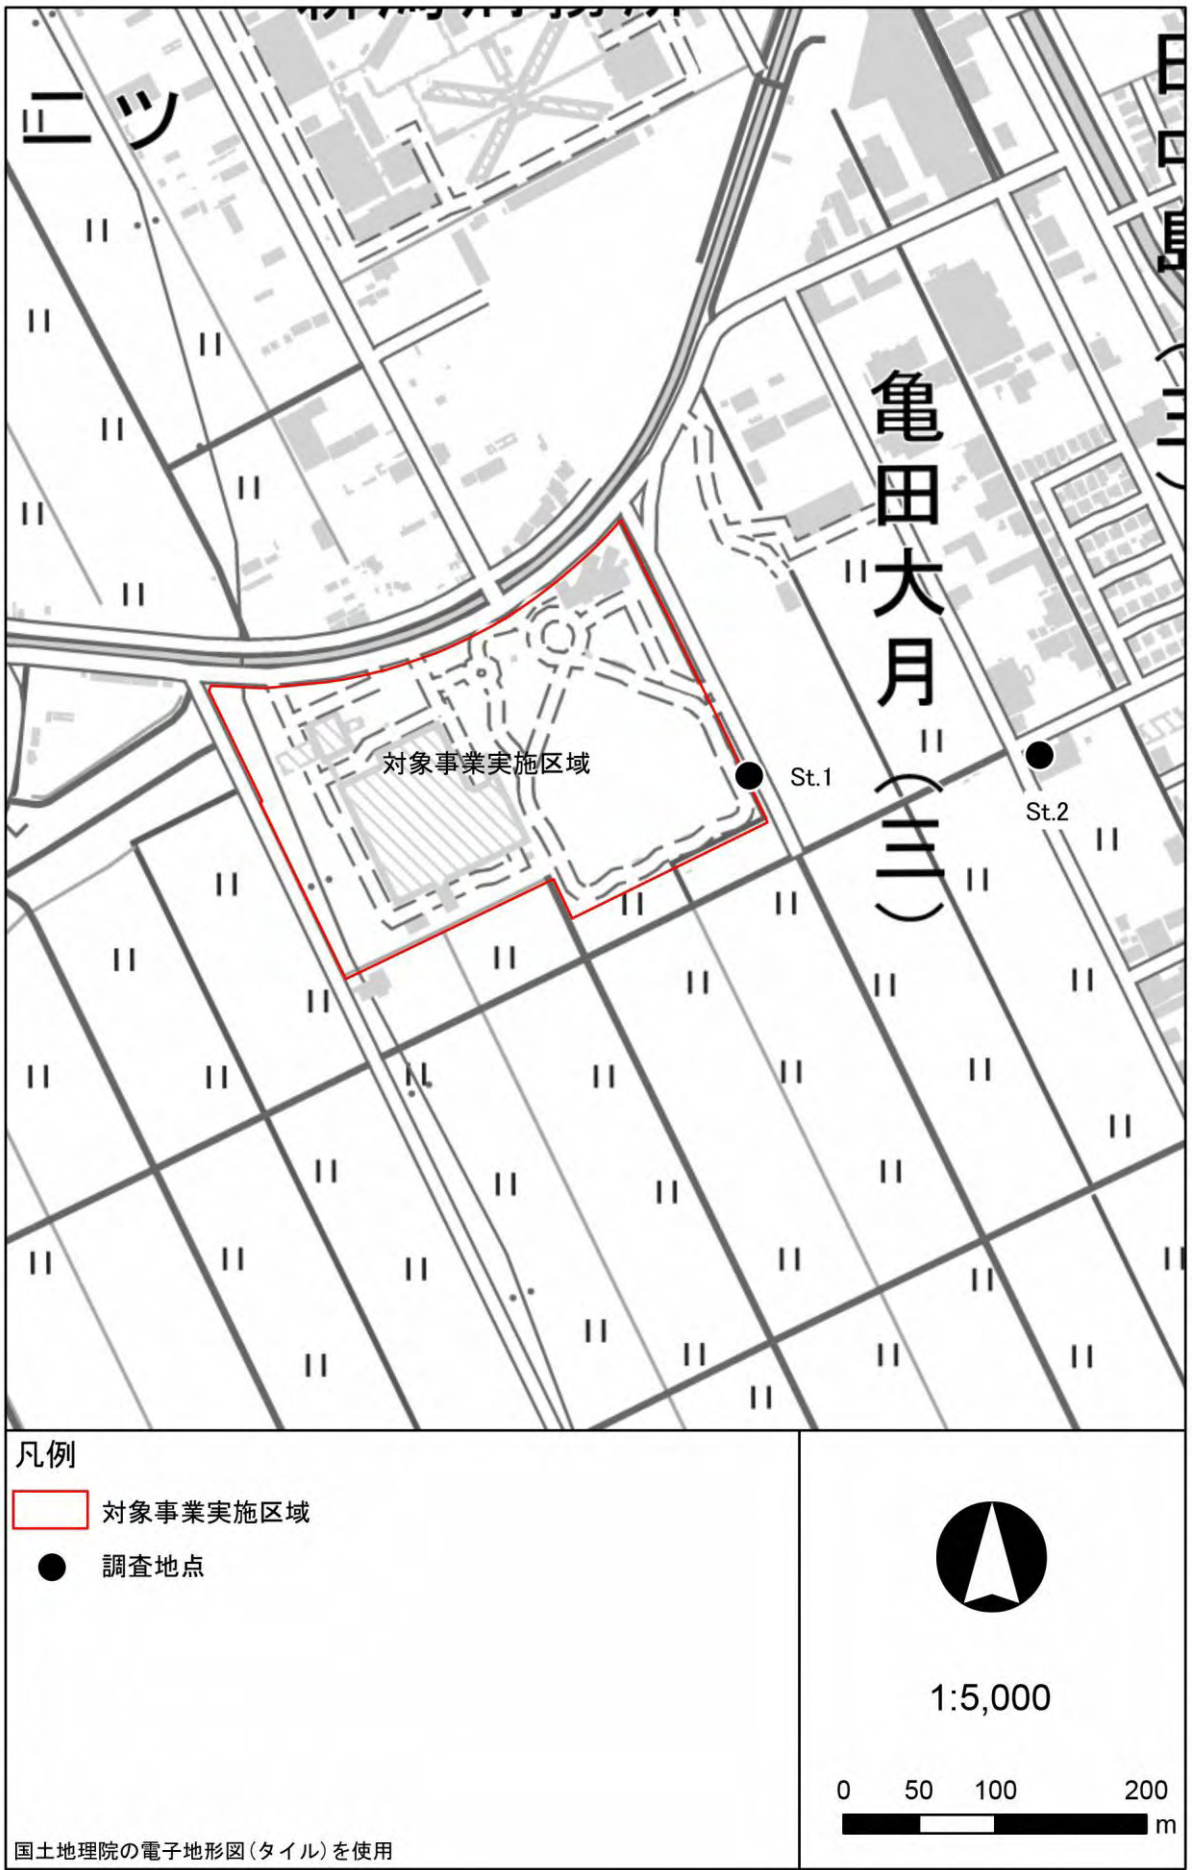 二ツ
亀田大月(三)
対象事業実施区域
St.1
St.2
凡例
対象事業実施区域
調査地点
1:5,000
0 50 100 200
m
国土地理院の電子地形図(タイル)を使用